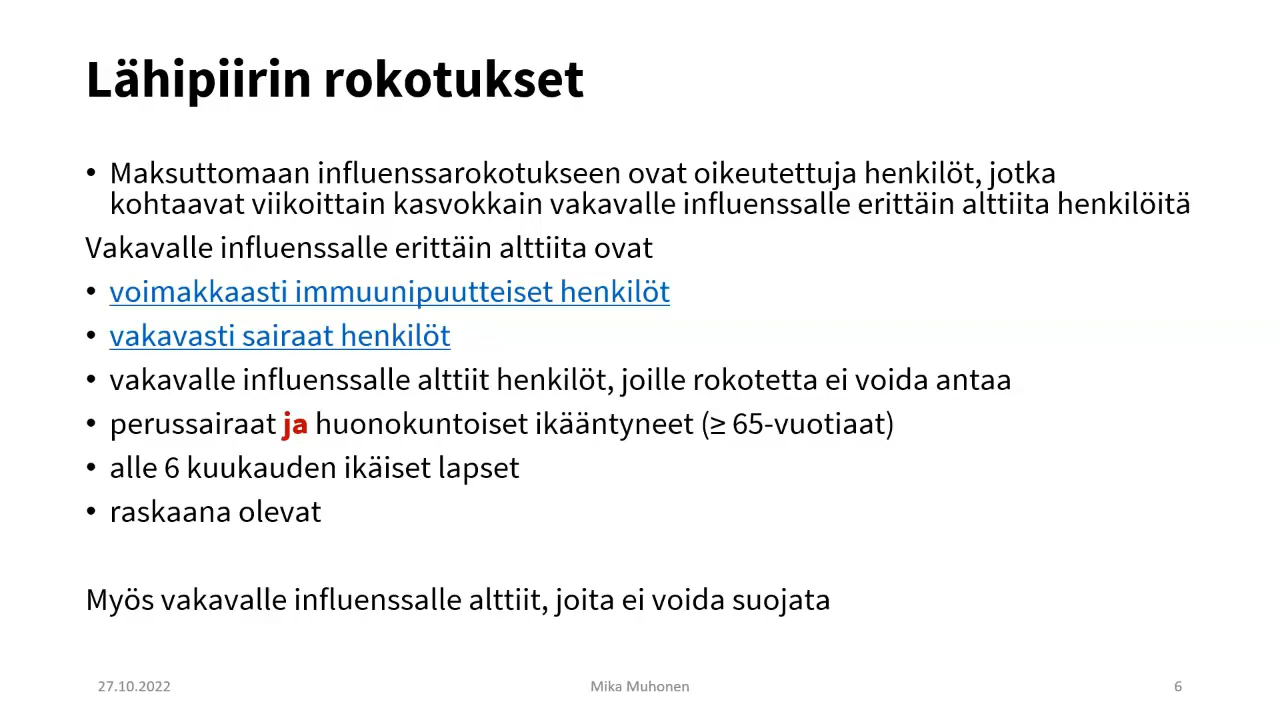 Lähipiirin rokotukset
• Maksuttomaan influenssarokotukseen ovat oikeutettuja henkilöt, jotka
kohtaavat viikoittain kasvokkain vakavalle influenssalle erittäin alttiita henkilöitä
Vakavalle influenssalle erittäin alttiita ovat
• voimakkaasti immuunipuutteiset henkilöt
• vakavasti sairaat henkilöt
• vakavalle influenssalle alttiit henkilöt, joille rokotetta ei voida antaa
• perussairaat ja huonokuntoiset ikääntyneet (≥ 65-vuotiaat)
• alle 6 kuukauden ikäiset lapset
• raskaana olevat
Myös vakavalle influenssalle alttiit, joita ei voida suojata
27.10.2022
Mika Muhonen
6